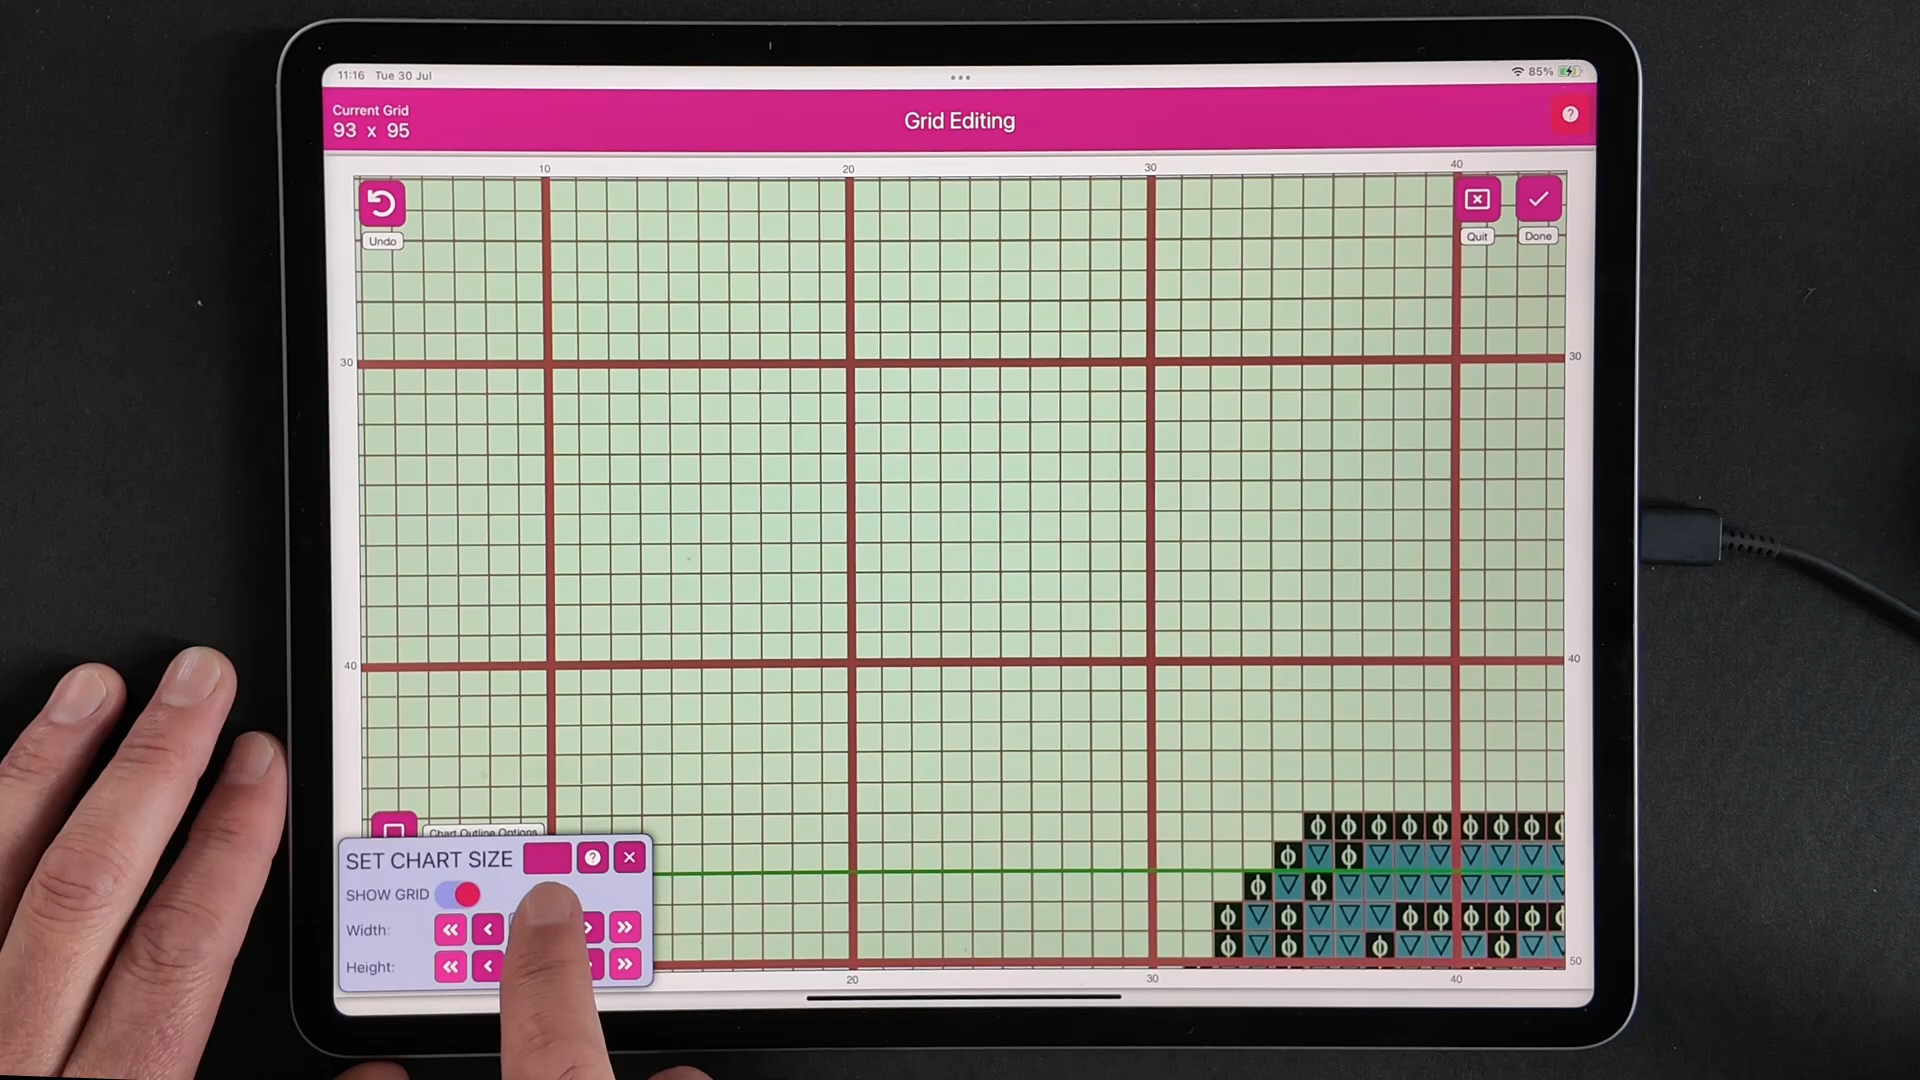 11:16 Tue 30 Jul
85%
Current Grid
93 x 95
Grid Editing
?
10 20 30 40
Undo
Quit Done
30 30
40 40
Chart Outline Options
SET CHART SIZE ?
SHOW GRID
Width:
Height:
50
20 30 40